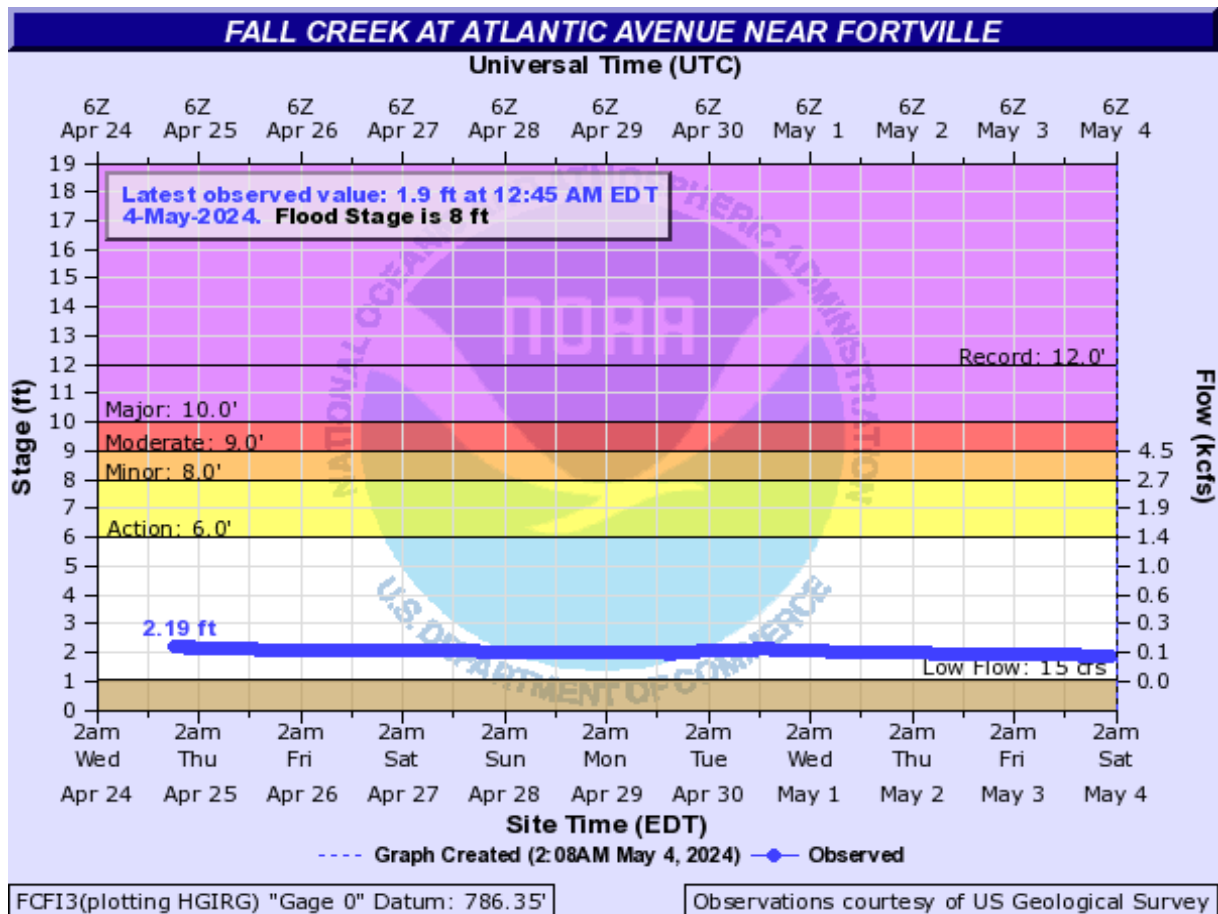 FALL CREEK AT ATLANTIC AVENUE NEAR FORTVILLE
Universal Time (UTC)
6Z 6Z 6Z 6Z 6Z 6Z 6Z 6Z 6Z 6Z 6Z
Apr 24 Apr 25 Apr 26 Apr 27 Apr 28 Apr 29 Apr 30 May 1 May 2 May 3 May 4
Latest observed value: 1.9 ft at 12:45 AM EDT
4-May-2024. Flood Stage is 8 ft
NATIONAL OCEANIC AND ATMOSPHERIC ADMINISTRATION
NOAA
U.S. DEPARTMENT OF COMMERCE
Stage (ft)
19
18
17
16
15
14
13
12
11
10
9
8
7
6
5
4
3
2
1
0
Record: 12.0'
Major: 10.0'
Moderate: 9.0'
Minor: 8.0'
Action: 6.0'
2.19 ft
Low Flow: 15 cfs
Flow (kcfs)
4.5
2.7
1.9
1.4
1.0
0.6
0.3
0.1
0.0
2am 2am 2am 2am 2am 2am 2am 2am 2am 2am 2am
Wed Thu Fri Sat Sun Mon Tue Wed Thu Fri Sat
Apr 24 Apr 25 Apr 26 Apr 27 Apr 28 Apr 29 Apr 30 May 1 May 2 May 3 May 4
Site Time (EDT)
Graph Created (2:08AM May 4, 2024) Observed
FCFI3(plotting HGIRG) "Gage 0" Datum: 786.35'
Observations courtesy of US Geological Survey